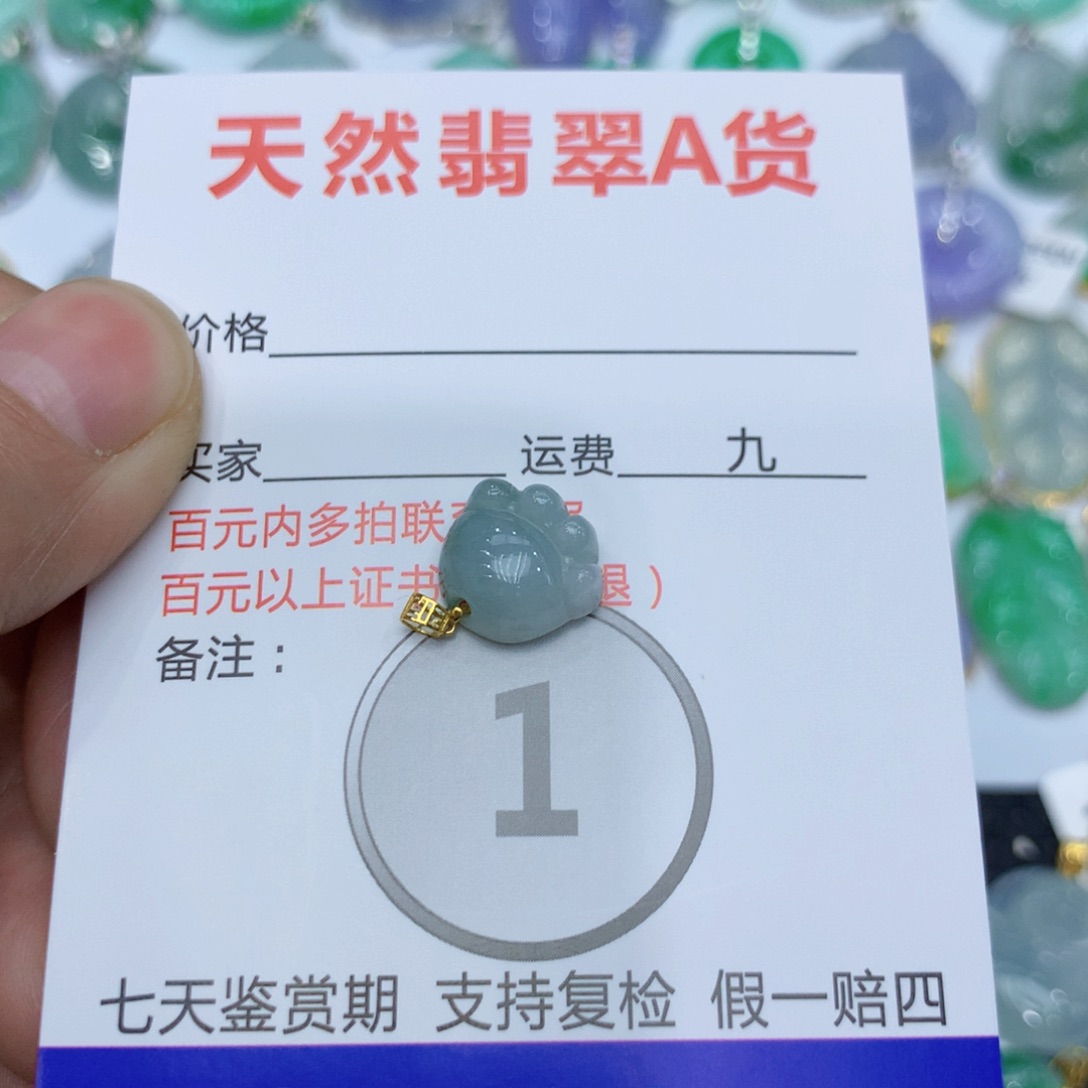 天然翡翠A货
价格
买家 运费 九
百元内多拍联
百元以上证书 退）
备注：
1
七天鉴赏期 支持复检 假一赔四